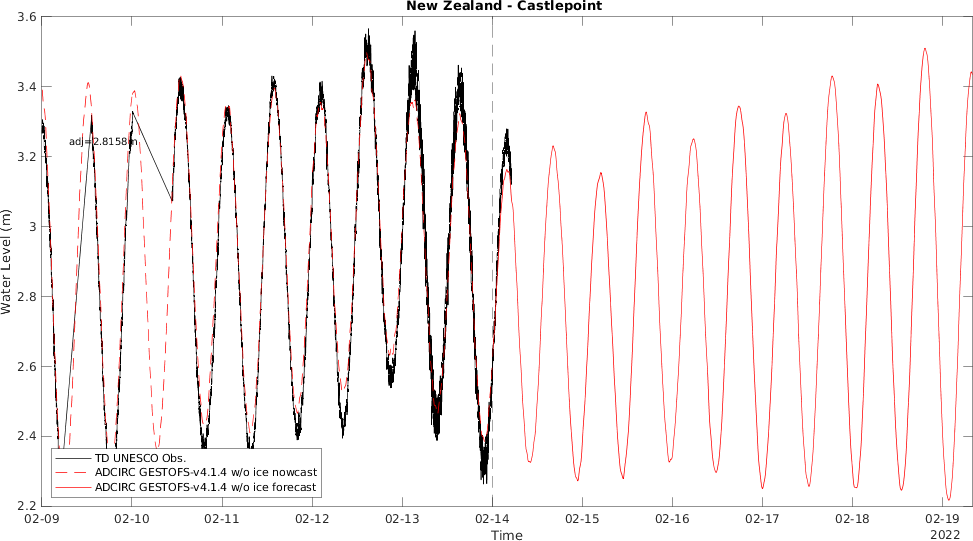 New Zealand - Castlepoint
3.6
3.4
3.2
3
2.8
2.6
2.4
2.2
Water Level (m)
adj=2.8158m
TD UNESCO Obs.
ADCIRC GESTOFS-v4.1.4 w/o ice nowcast
ADCIRC GESTOFS-v4.1.4 w/o ice forecast
02-09 02-10 02-11 02-12 02-13 02-14 02-15 02-16 02-17 02-18 02-19
Time
2022